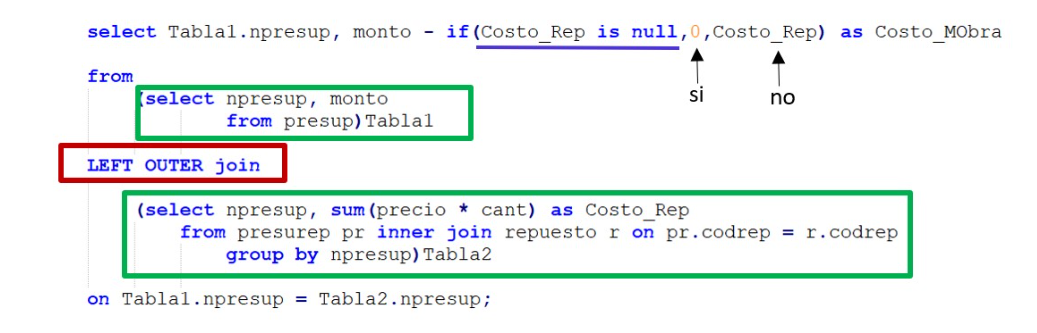 select Tabla1.npresup, monto - if(Costo_Rep is null,0,Costo_Rep) as Costo_MObra
si no
from
(select npresup, monto
from presup)Tabla1
LEFT OUTER join
(select npresup, sum(precio * cant) as Costo_Rep
from presurep pr inner join repuesto r on pr.codrep = r.codrep
group by npresup)Tabla2
on Tabla1.npresup = Tabla2.npresup;